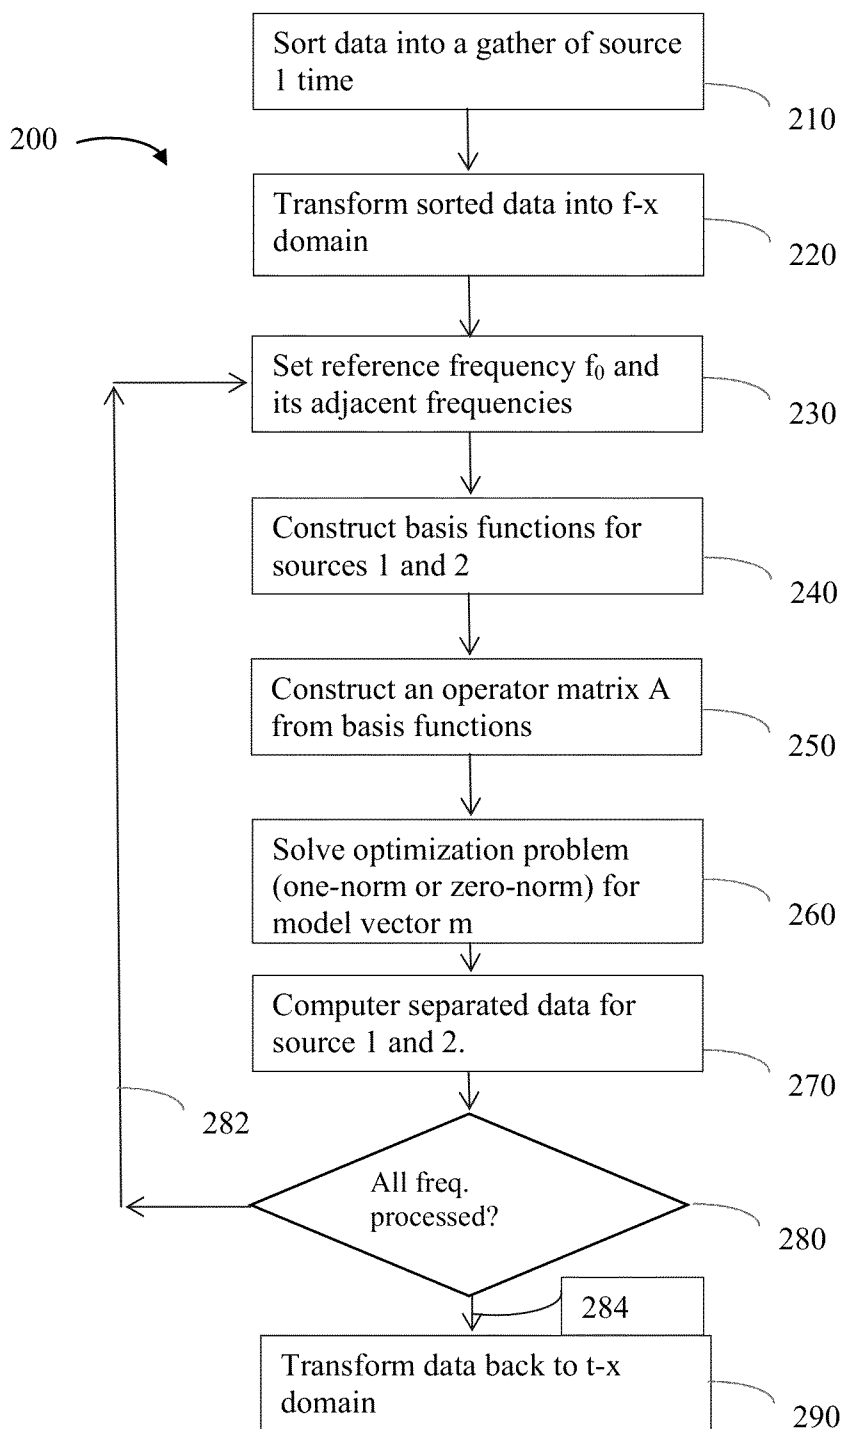 Sort data into a gather of source
1 time
210
200
Transform sorted data into f-x
domain
220
Set reference frequency f₀ and
its adjacent frequencies
230
Construct basis functions for
sources 1 and 2
240
Construct an operator matrix A
from basis functions
250
Solve optimization problem
(one-norm or zero-norm) for
model vector m
260
Computer separated data for
source 1 and 2.
270
282
All freq.
processed?
280
284
Transform data back to t-x
domain
290